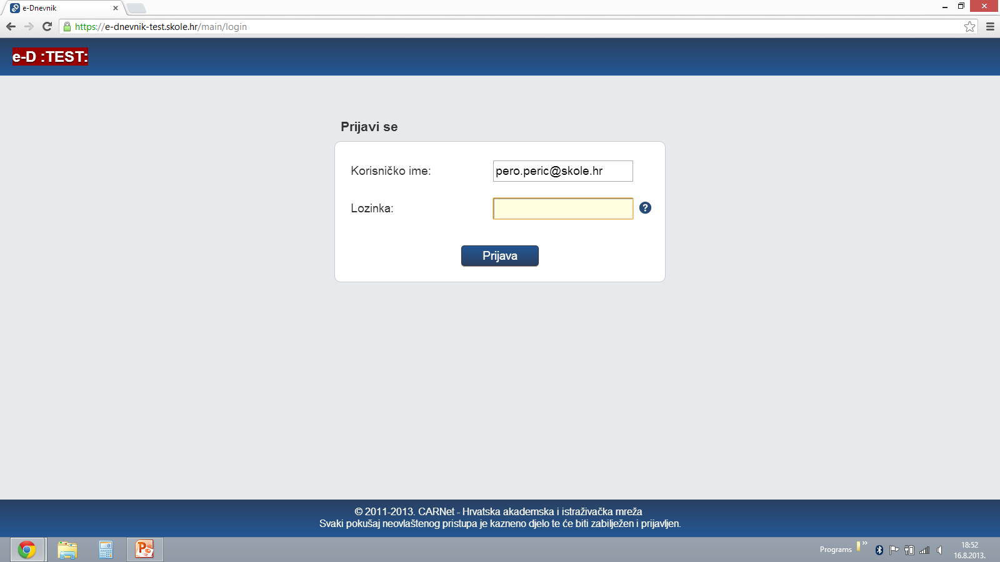 e-Dnevnik
https://e-dnevnik-test.skole.hr/main/login
e-D :TEST:
Prijavi se
Korisničko ime:
pero.peric@skole.hr
Lozinka:
?
Prijava
© 2011-2013. CARNet - Hrvatska akademska i istraživačka mreža
Svaki pokušaj neovlaštenog pristupa je kazneno djelo te će biti zabilježen i prijavljen.
Programs
18:52
16.8.2013.